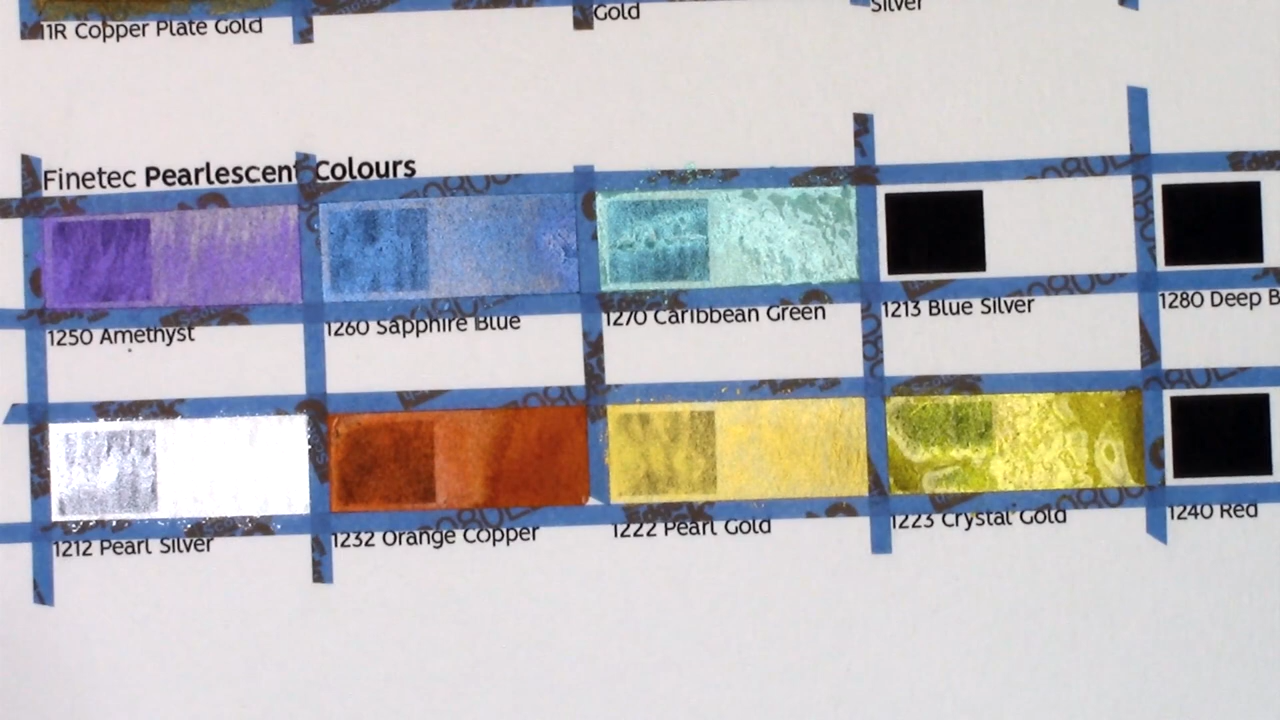 11R Copper Plate Gold
Gold
Silver
Finetec Pearlescent Colours
1250 Amethyst
1260 Sapphire Blue
1270 Caribbean Green
1213 Blue Silver
1280 Deep B
1212 Pearl Silver
1232 Orange Copper
1222 Pearl Gold
1223 Crystal Gold
1240 Red